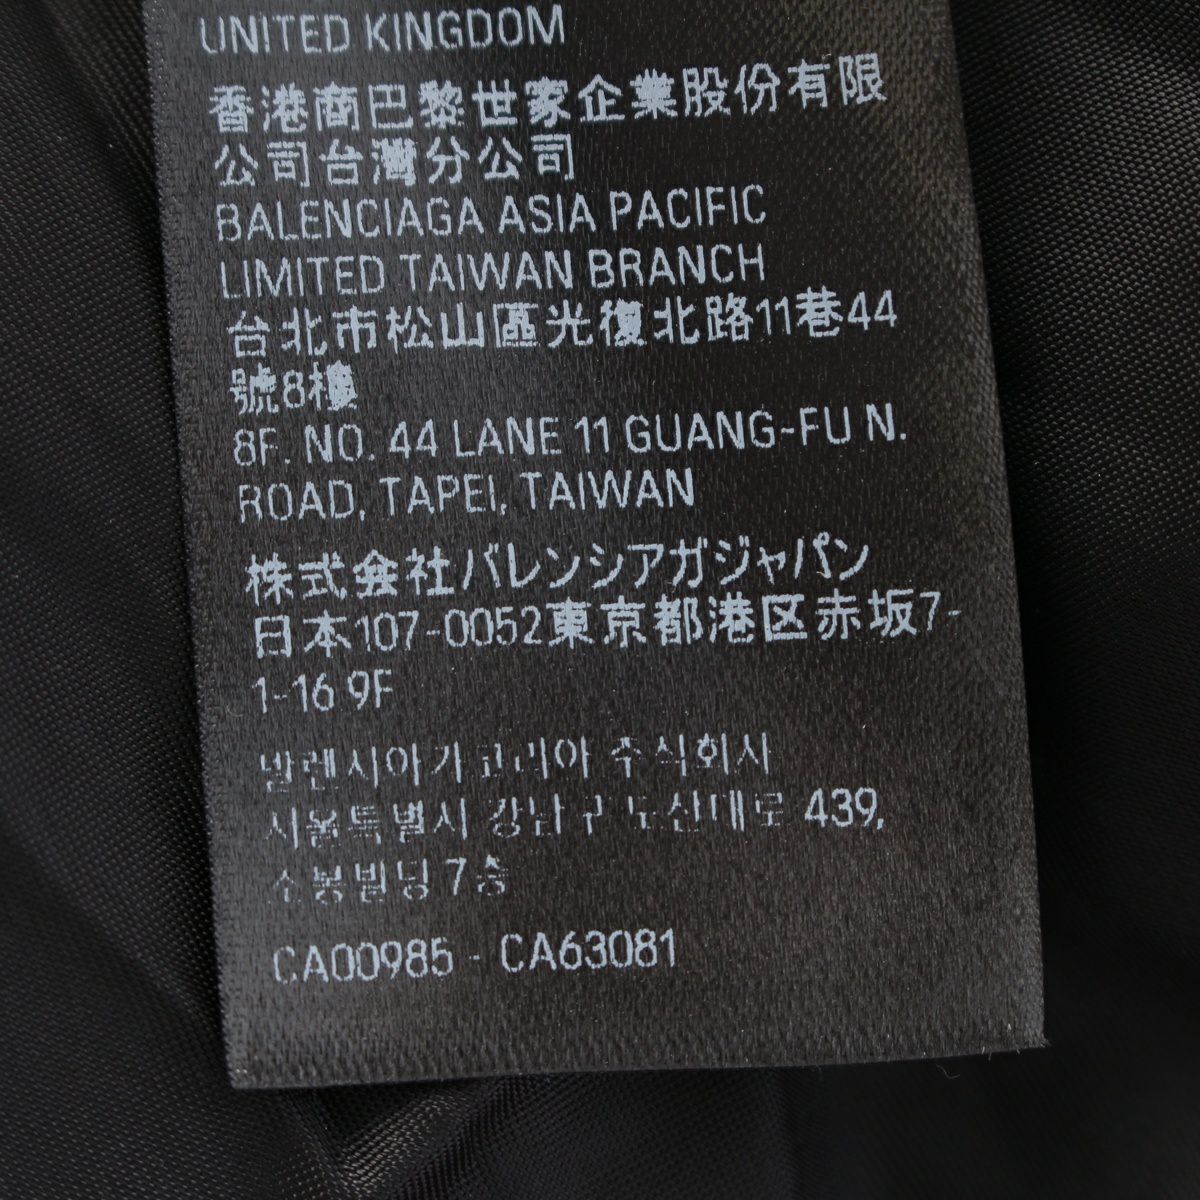 UNITED KINGDOM
香港商巴黎世家企業股份有限
公司台灣分公司
BALENCIAGA ASIA PACIFIC
LIMITED TAIWAN BRANCH
台北市松山區光復北路11巷44
號8樓
8F. NO. 44 LANE 11 GUANG-FU N.
ROAD, TAPEI, TAIWAN
株式会社バレンシアガジャパン
日本107-0052東京都港区赤坂7-
1-16 9F
발렌시아가 코리아 주식회사
서울특별시 강남구 도산대로 439,
소봉빌딩 7층
CA00985 - CA63081